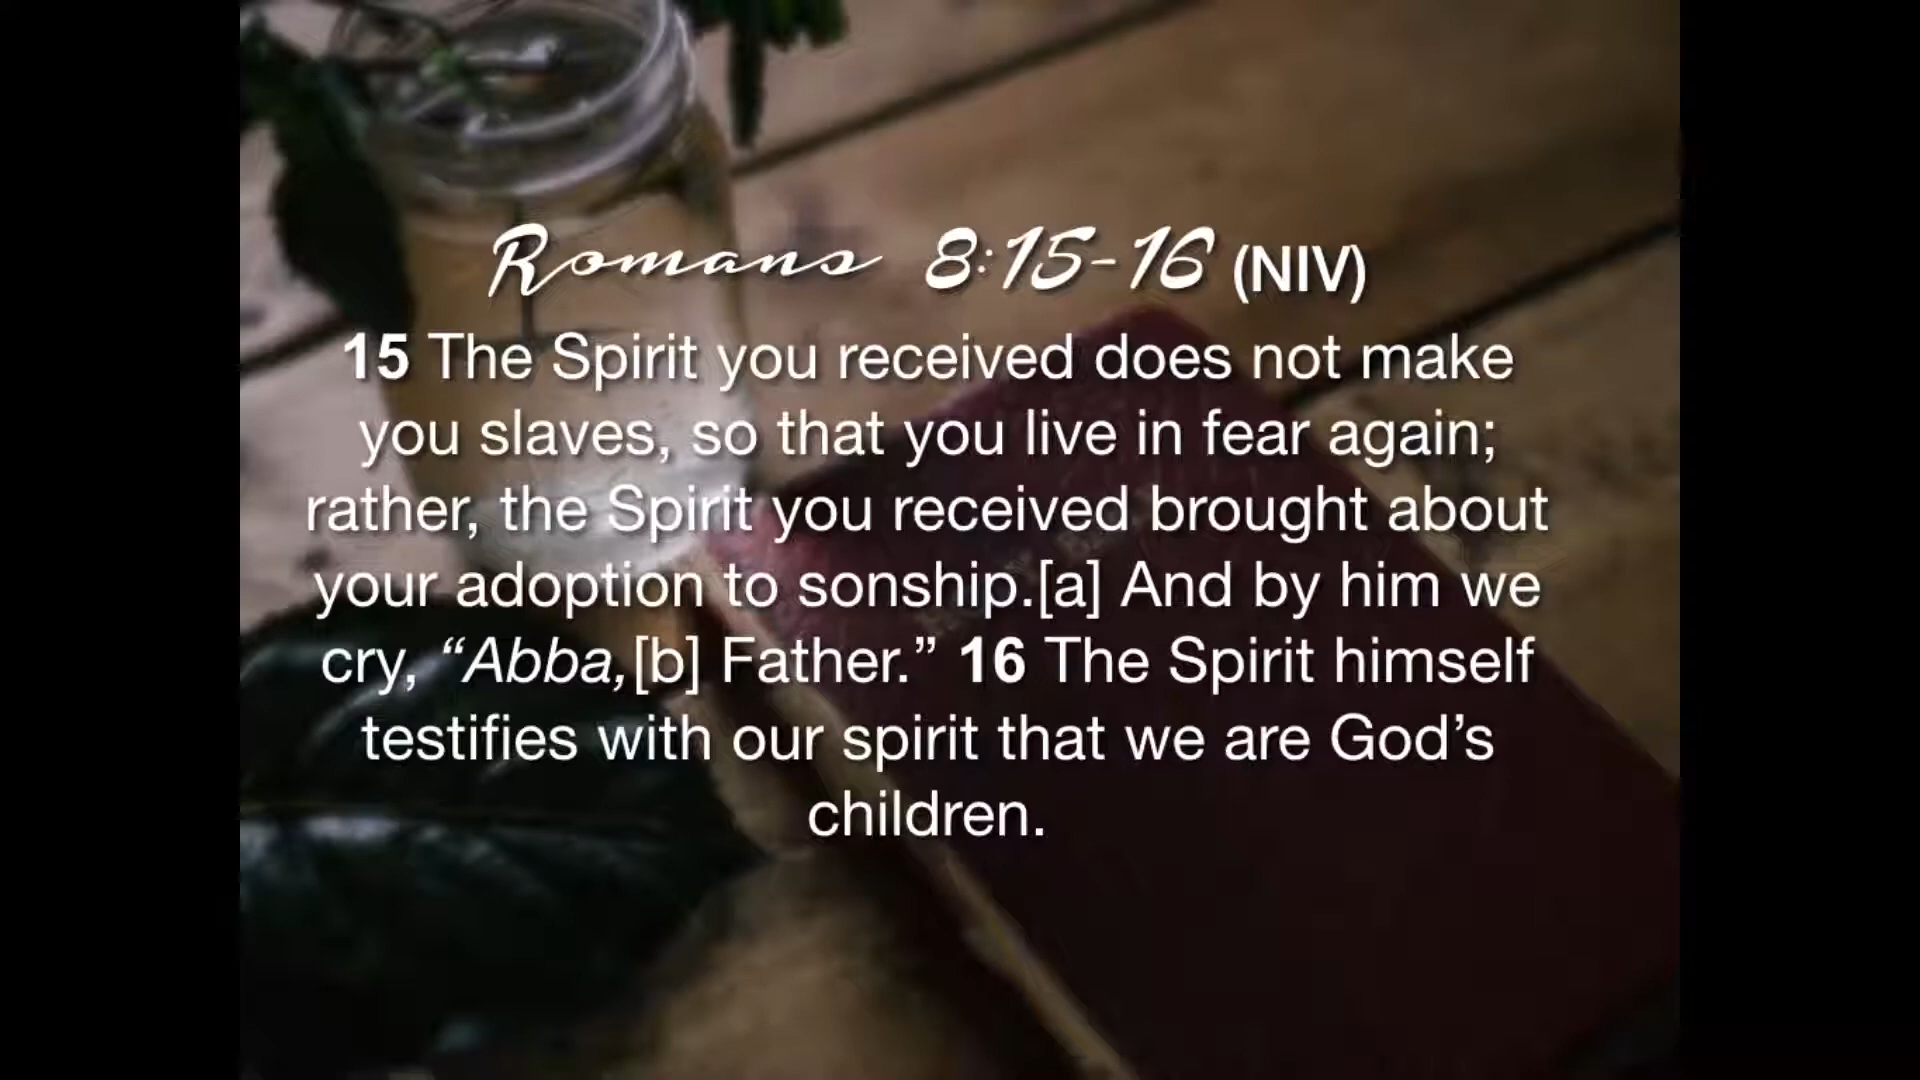 Romans 8:15-16 (NIV)
15 The Spirit you received does not make
you slaves, so that you live in fear again;
rather, the Spirit you received brought about
your adoption to sonship.[a] And by him we
cry, “Abba,[b] Father.” 16 The Spirit himself
testifies with our spirit that we are God’s
children.